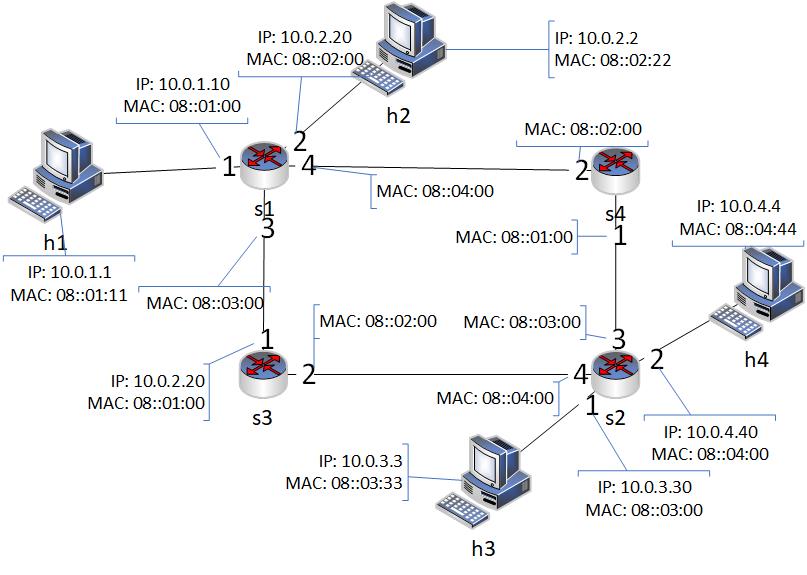 IP: 10.0.2.20
MAC: 08::02:00
IP: 10.0.2.2
MAC: 08::02:22
h2
IP: 10.0.1.10
MAC: 08::01:00
MAC: 08::02:00
2
1
4
2
s1
s4
MAC: 08::04:00
h1
3
IP: 10.0.4.4
MAC: 08::04:44
MAC: 08::01:00
1
IP: 10.0.1.1
MAC: 08::01:11
MAC: 08::03:00
MAC: 08::02:00
MAC: 08::03:00
1
3
2
h4
IP: 10.0.2.20
MAC: 08::01:00
2
4
s3
MAC: 08::04:00
1
s2
IP: 10.0.4.40
MAC: 08::04:00
IP: 10.0.3.3
MAC: 08::03:33
IP: 10.0.3.30
MAC: 08::03:00
h3